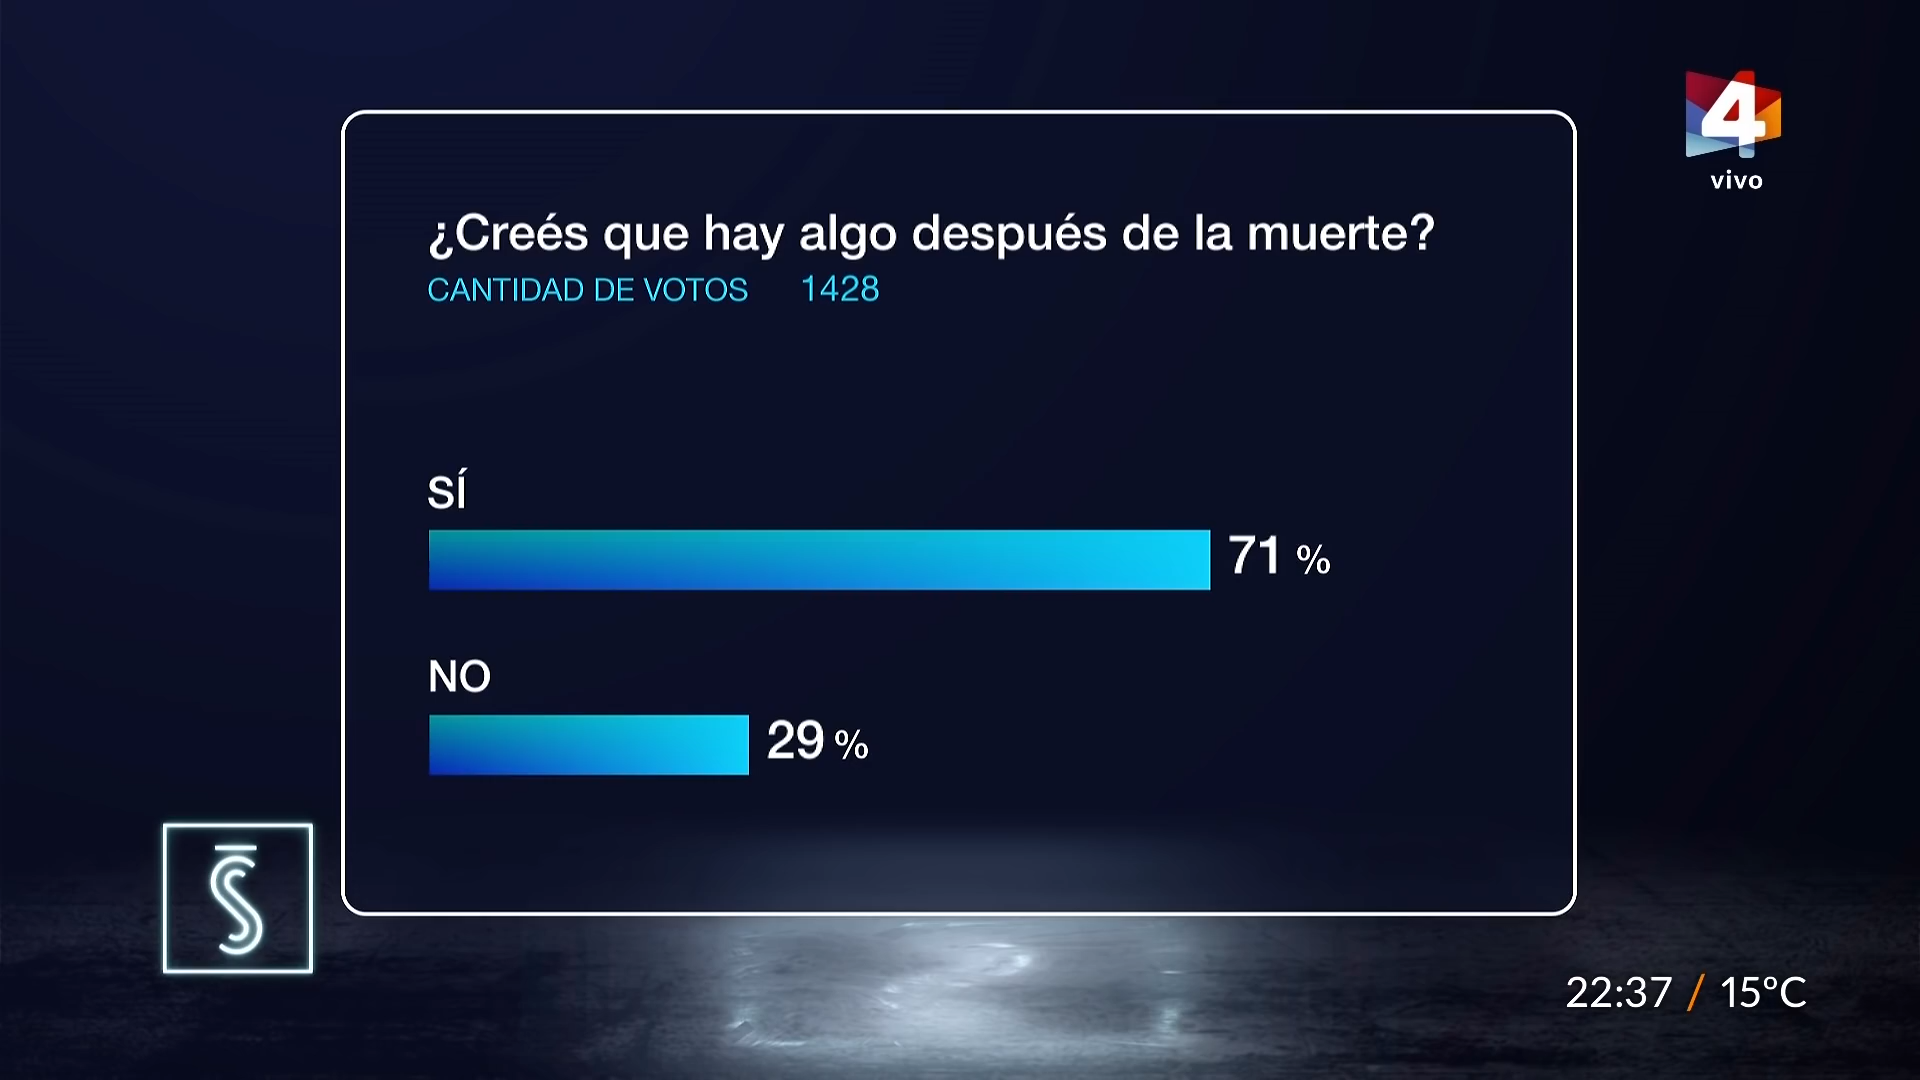 4
vivo
¿Creés que hay algo después de la muerte?
CANTIDAD DE VOTOS 1428
SÍ
71 %
NO
29 %
S
22:37 / 15°C